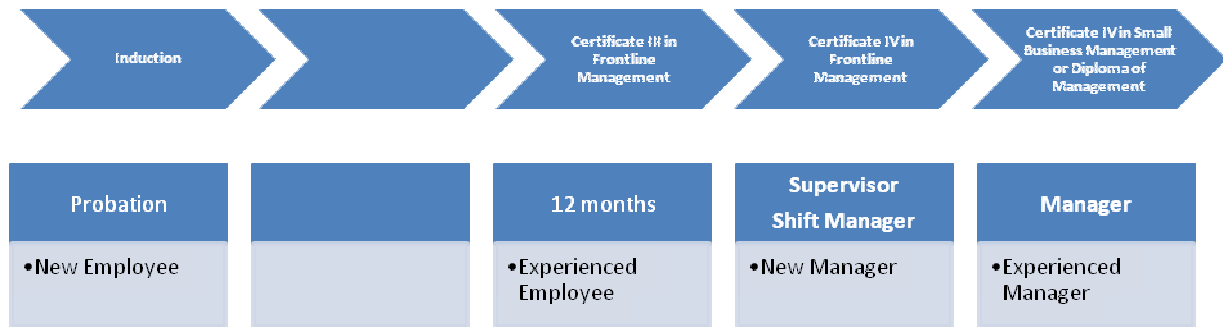 Induction
Certificate III in
Frontline
Management
Certificate IV in
Frontline
Management
Certificate IV in Small
Business Management
or Diploma of
Management
Probation
12 months
Supervisor
Shift Manager
Manager
•New Employee
•Experienced
Employee
•New Manager
•Experienced
Manager